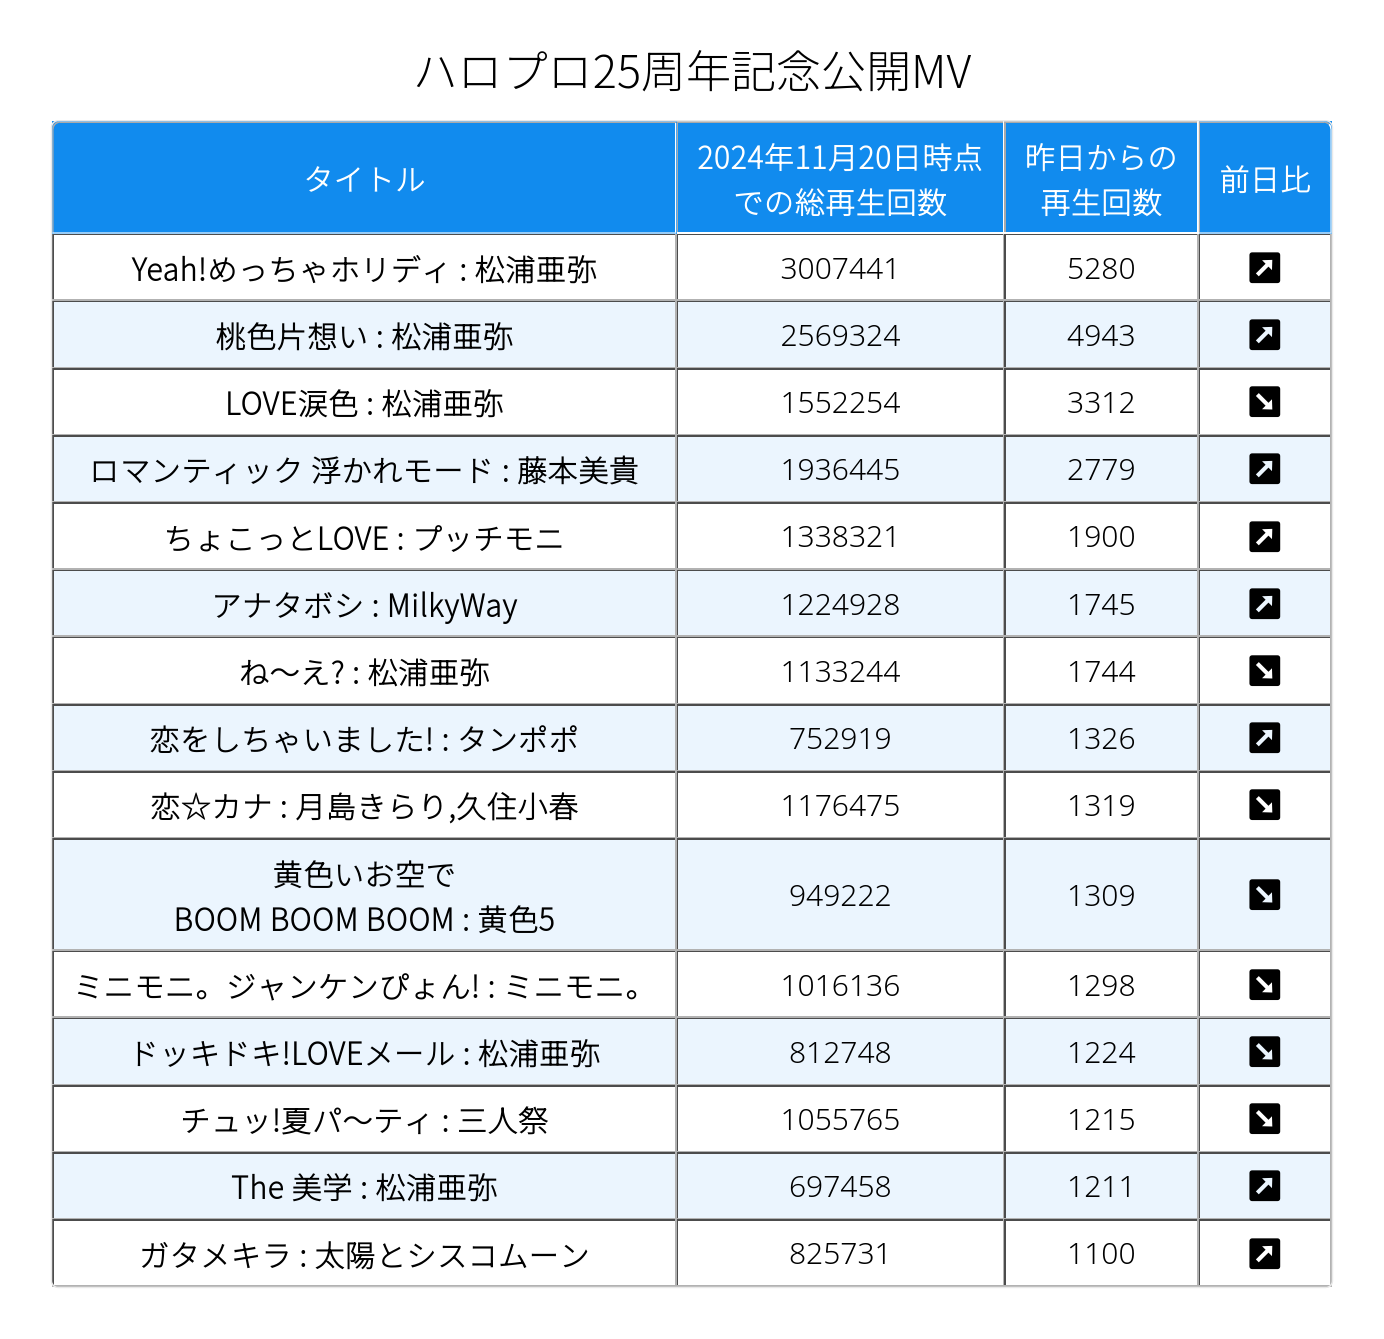 ハロプロ25周年記念公開MV
タイトル 2024年11月20日時点での総再生回数 昨日からの再生回数 前日比
Yeah!めっちゃホリディ : 松浦亜弥 3007441 5280 ↗
桃色片想い : 松浦亜弥 2569324 4943 ↗
LOVE涙色 : 松浦亜弥 1552254 3312 ↘
ロマンティック 浮かれモード : 藤本美貴 1936445 2779 ↗
ちょこっとLOVE : プッチモニ 1338321 1900 ↗
アナタボシ : MilkyWay 1224928 1745 ↗
ね〜え? : 松浦亜弥 1133244 1744 ↘
恋をしちゃいました! : タンポポ 752919 1326 ↗
恋☆カナ : 月島きらり,久住小春 1176475 1319 ↘
黄色いお空で
BOOM BOOM BOOM : 黄色5 949222 1309 ↘
ミニモニ。ジャンケンぴょん! : ミニモニ。 1016136 1298 ↘
ドッキドキ!LOVEメール : 松浦亜弥 812748 1224 ↘
チュッ!夏パ〜ティ : 三人祭 1055765 1215 ↘
The 美学 : 松浦亜弥 697458 1211 ↗
ガタメキラ : 太陽とシスコムーン 825731 1100 ↗